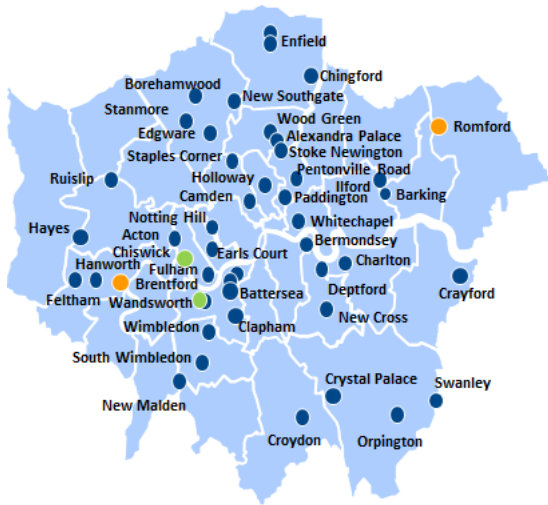 Enfield
Chingford
Borehamwood
New Southgate
Stanmore
Wood Green
Romford
Edgware
Alexandra Palace
Stoke Newington
Staples Corner
Pentonville Road
Holloway
Ilford
Ruislip
Camden
Paddington
Barking
Notting Hill
Whitechapel
Hayes
Acton
Bermondsey
Chiswick
Earls Court
Hanworth
Fulham
Charlton
Brentford
Deptford
Crayford
Feltham
Wandsworth
Battersea
New Cross
Wimbledon
Clapham
South Wimbledon
Crystal Palace
Swanley
New Malden
Croydon
Orpington